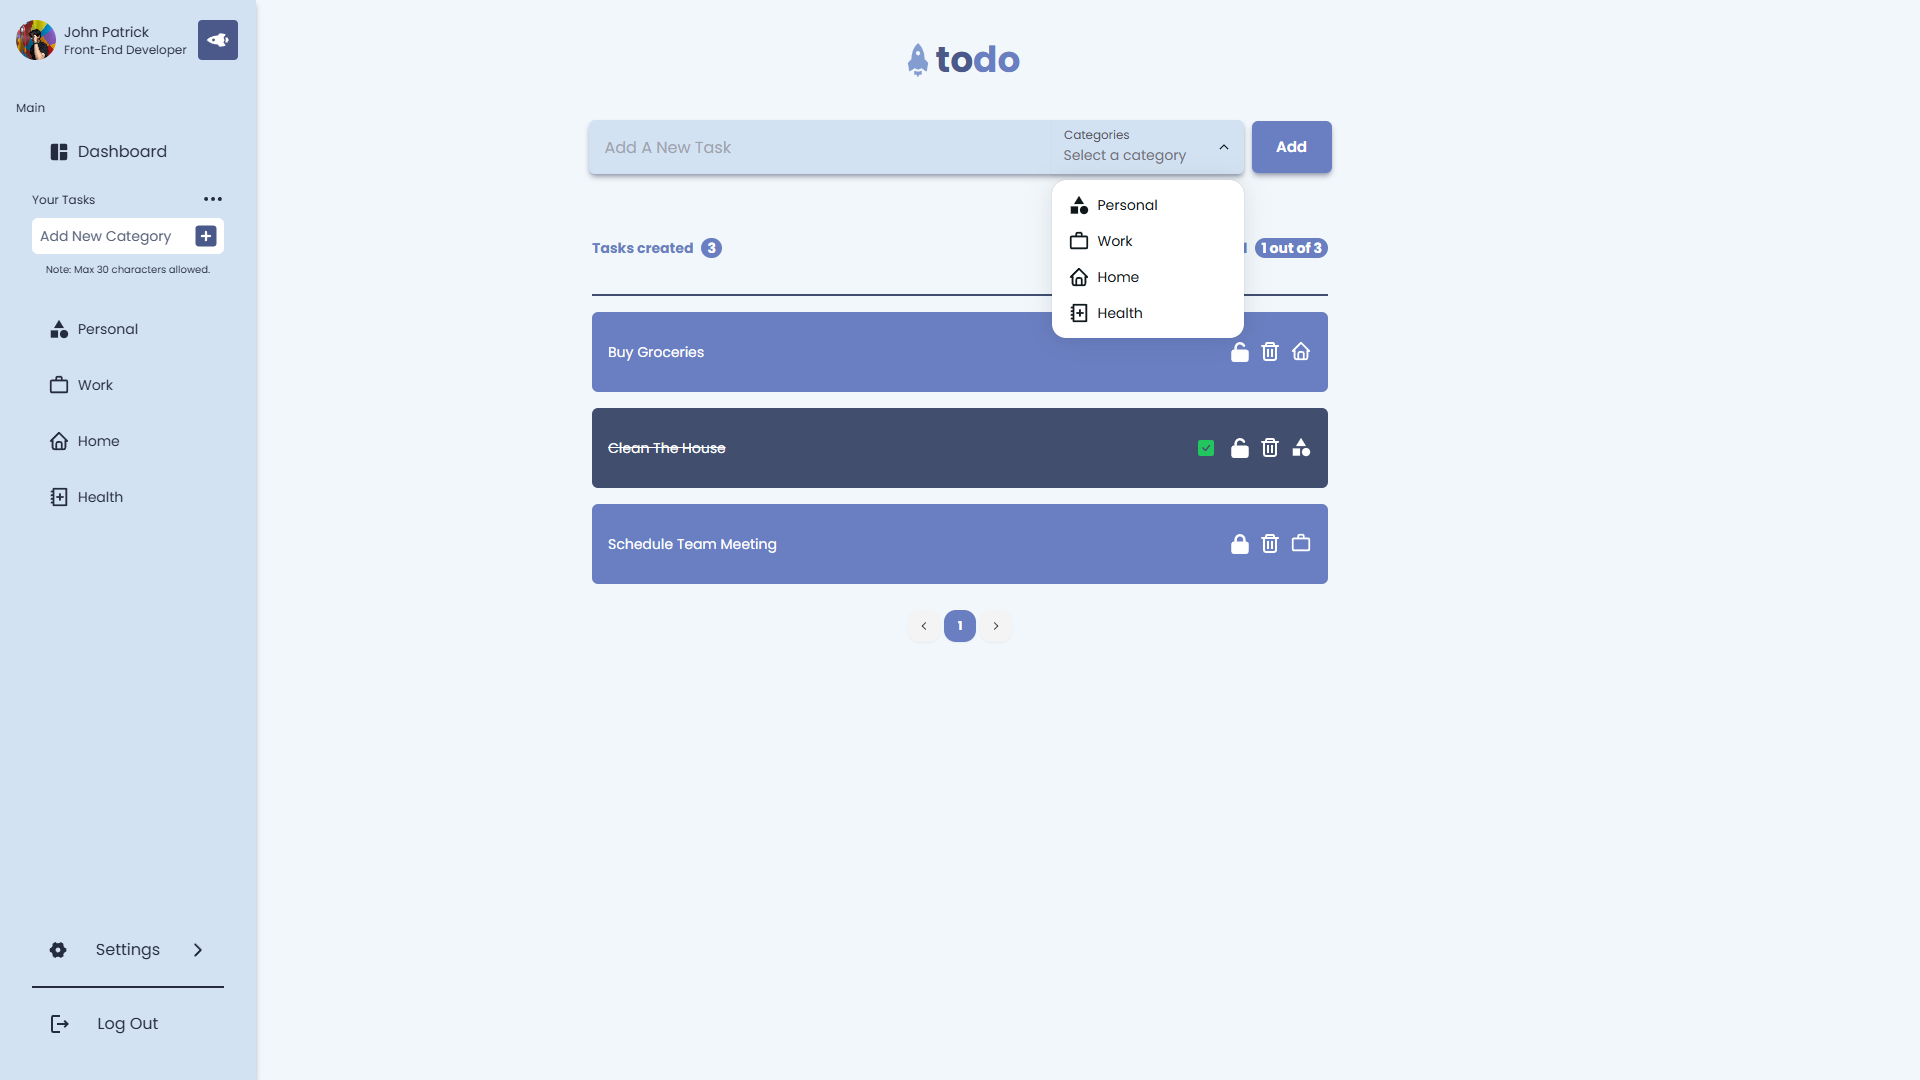 John Patrick
Front-End Developer
Main
Dashboard
Your Tasks
Add New Category
Note: Max 30 characters allowed.
Personal
Work
Home
Health
Settings
Log Out
todo
Add A New Task
Categories
Select a category
Add
Personal
Work
Home
Health
Tasks created 3
1 out of 3
Buy Groceries
Clean The House
Schedule Team Meeting
1